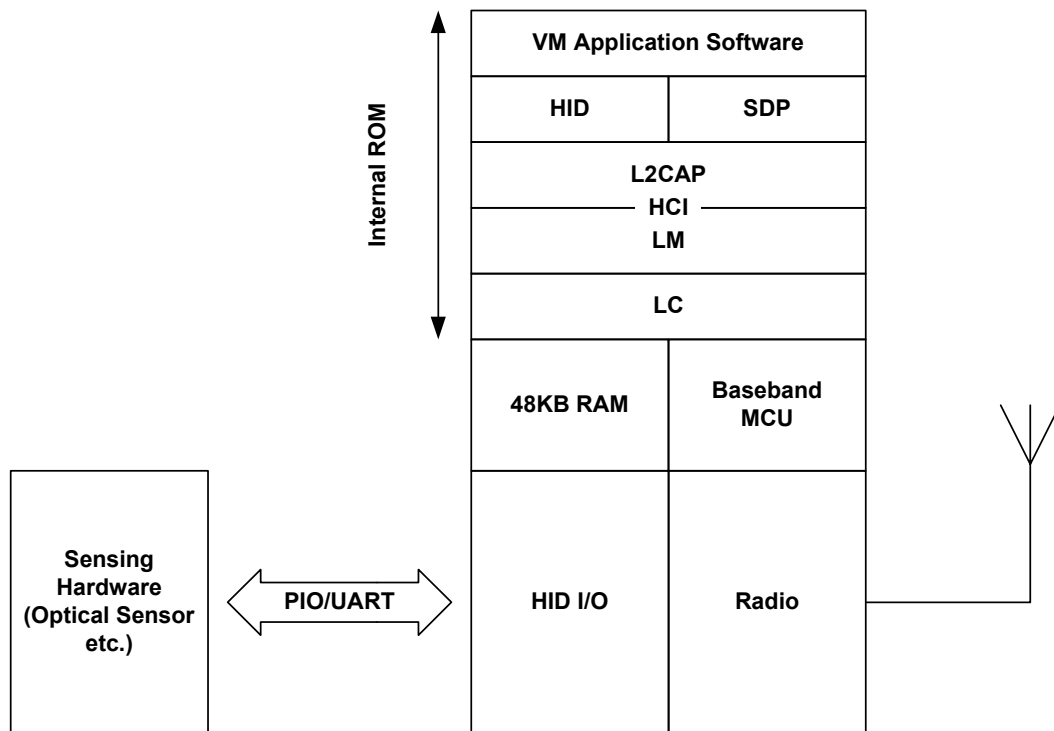 VM Application Software
HID
SDP
Internal ROM
L2CAP
HCI
LM
LC
48KB RAM
Baseband
MCU
Sensing
Hardware
(Optical Sensor
etc.)
PIO/UART
HID I/O
Radio